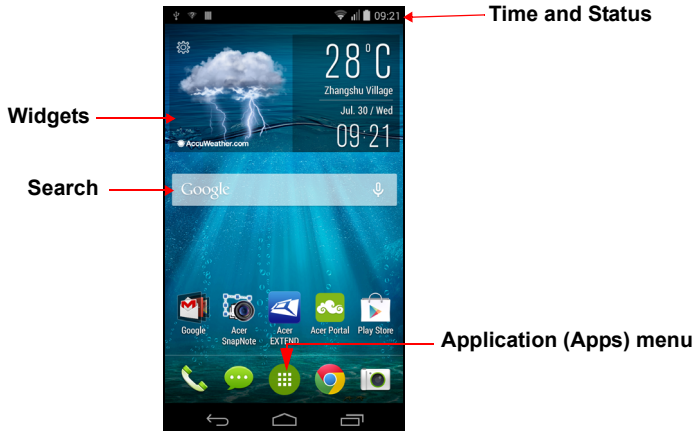 09:21
Time and Status
28°C
Zhangshu Village
Jul. 30 / Wed
09:21
AccuWeather.com
Widgets
Search
Google
Google
Acer SnapNote
Acer EXTEND
Acer Portal
Play Store
Application (Apps) menu